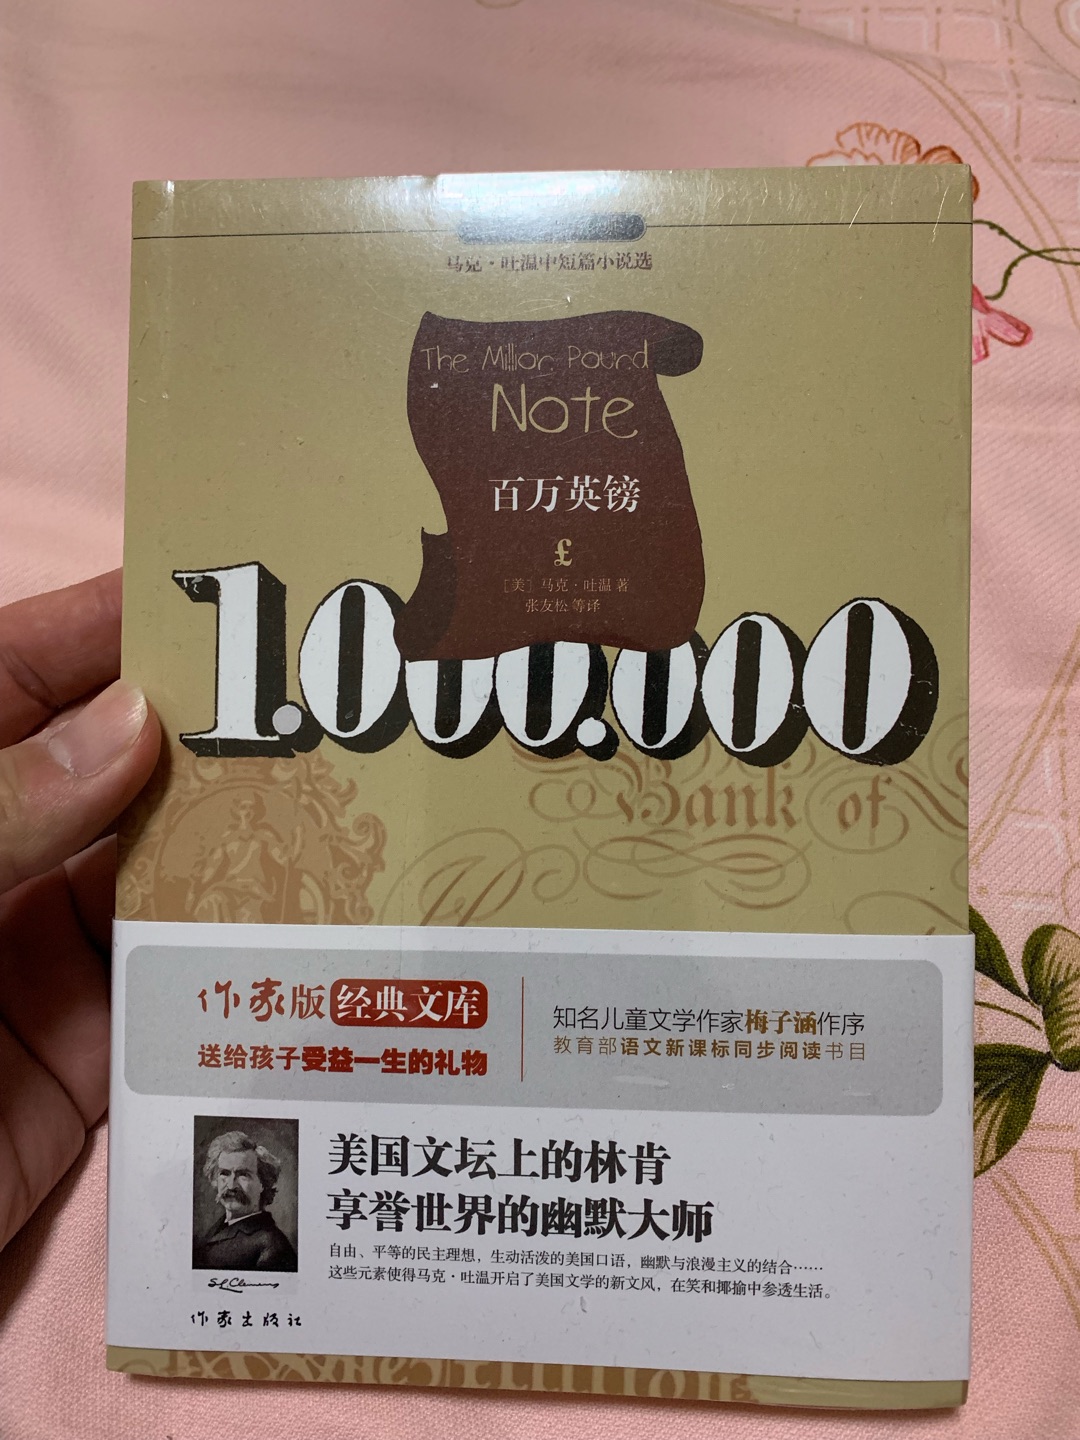 马克·吐温中短篇小说选
The Million Pound
Note
百万英镑
£
［美］马克·吐温 著
张友松 等译
1.000.000
Bank of
作家版 经典文库
送给孩子受益一生的礼物
知名儿童文学作家梅子涵作序
教育部语文新课标同步阅读书目
美国文坛上的林肯
享誉世界的幽默大师
自由、平等的民主理想，生动活泼的美国口语，幽默与浪漫主义的结合……
这些元素使得马克·吐温开启了美国文学的新文风，在笑和揶揄中参透生活。
SLClemens
作家出版社